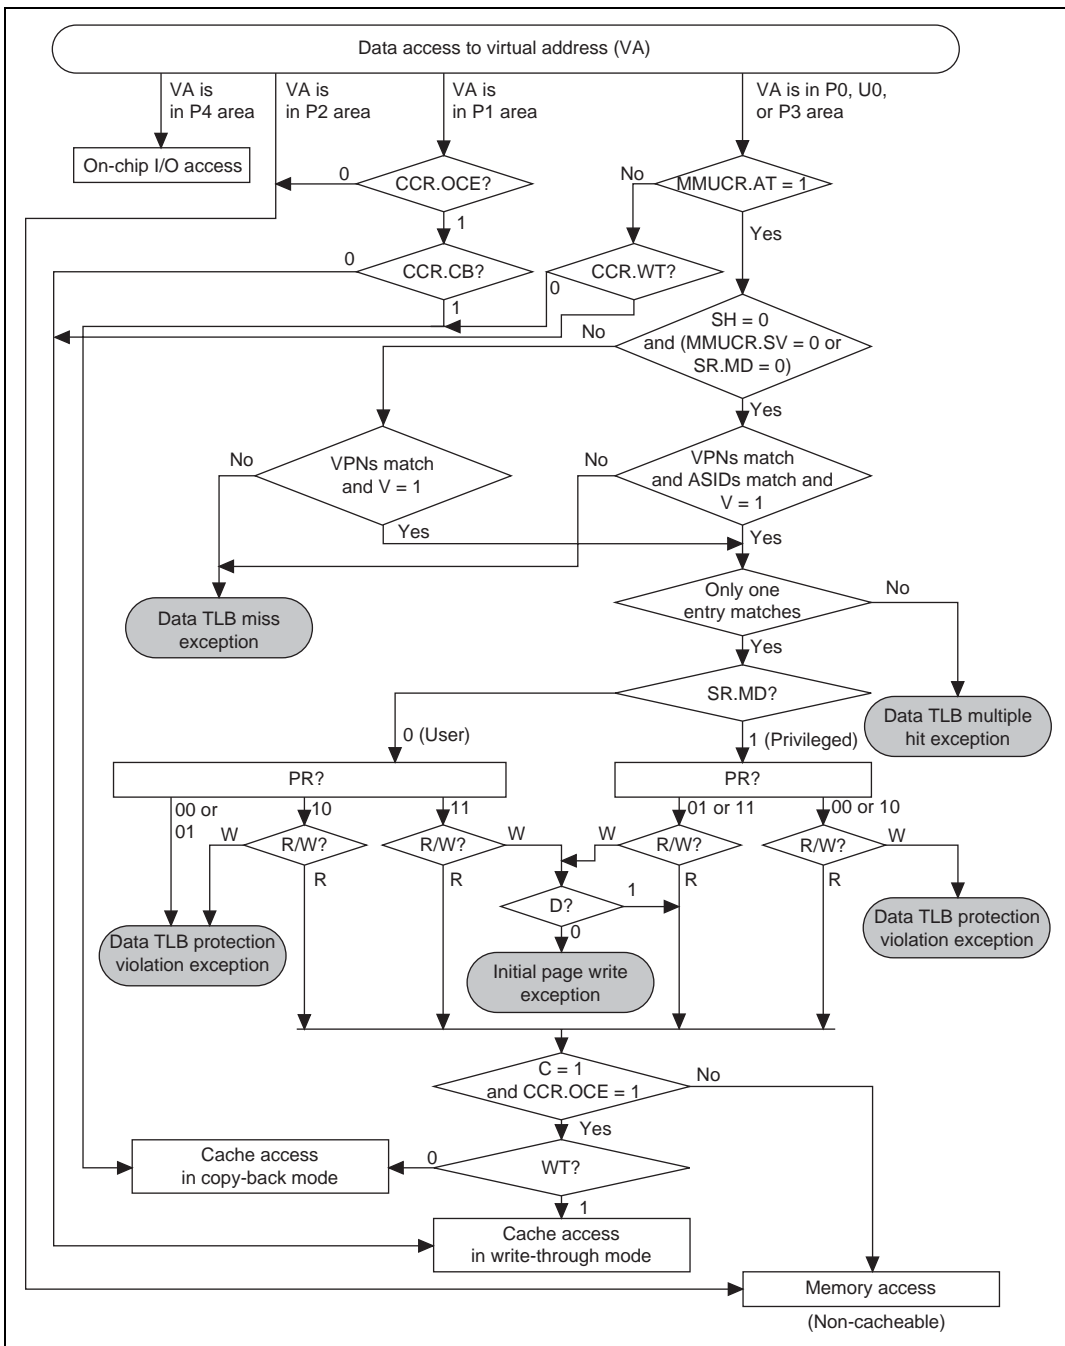 Data access to virtual address (VA)
VA is
in P4 area
VA is
in P2 area
VA is
in P1 area
VA is in P0, U0,
or P3 area
On-chip I/O access
0
CCR.OCE?
No
MMUCR.AT = 1
1
Yes
0
CCR.CB?
CCR.WT?
0
1
No
SH = 0
and (MMUCR.SV = 0 or
SR.MD = 0)
Yes
No
VPNs match
and V = 1
No
VPNs match
and ASIDs match and
V = 1
Yes
Yes
Only one
entry matches
No
Data TLB miss
exception
Yes
SR.MD?
Data TLB multiple
hit exception
0 (User)
1 (Privileged)
PR?
PR?
00 or
01
10
11
01 or 11
00 or 10
W
R/W?
R/W?
W
W
R/W?
R/W?
W
R
R
R
R
D?
1
0
Data TLB protection
violation exception
Initial page write
exception
Data TLB protection
violation exception
C = 1
and CCR.OCE = 1
No
Yes
Cache access
in copy-back mode
0
WT?
1
Cache access
in write-through mode
Memory access
(Non-cacheable)